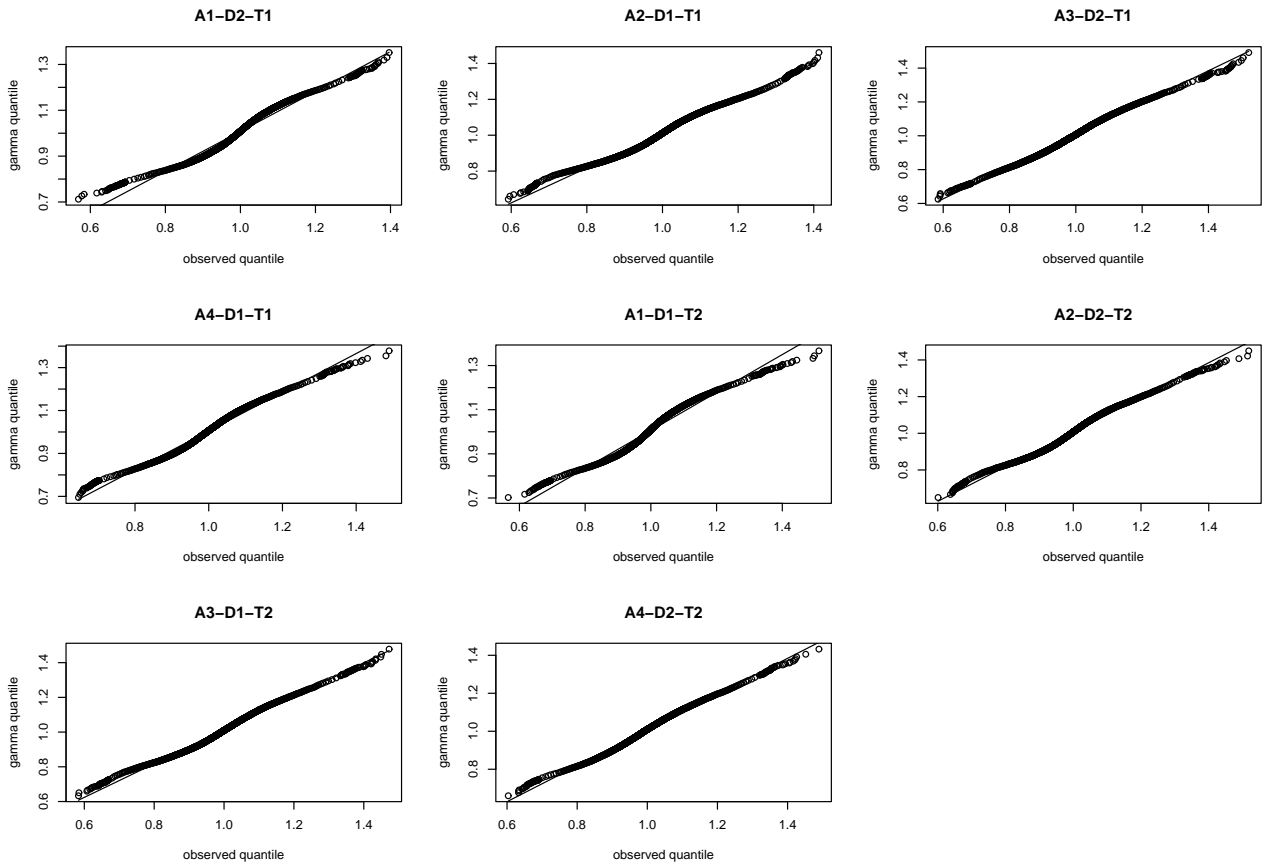 A1−D2−T1
gamma quantile
0.7 0.9 1.1 1.3
0.6 0.8 1.0 1.2 1.4
observed quantile
A2−D1−T1
gamma quantile
0.8 1.0 1.2 1.4
0.6 0.8 1.0 1.2 1.4
observed quantile
A3−D2−T1
gamma quantile
0.6 0.8 1.0 1.2 1.4
0.6 0.8 1.0 1.2 1.4
observed quantile
A4−D1−T1
gamma quantile
0.7 0.9 1.1 1.3
0.8 1.0 1.2 1.4
observed quantile
A1−D1−T2
gamma quantile
0.7 0.9 1.1 1.3
0.6 0.8 1.0 1.2 1.4
observed quantile
A2−D2−T2
gamma quantile
0.8 1.0 1.2 1.4
0.6 0.8 1.0 1.2 1.4
observed quantile
A3−D1−T2
gamma quantile
0.6 0.8 1.0 1.2 1.4
0.6 0.8 1.0 1.2 1.4
observed quantile
A4−D2−T2
gamma quantile
0.8 1.0 1.2 1.4
0.6 0.8 1.0 1.2 1.4
observed quantile